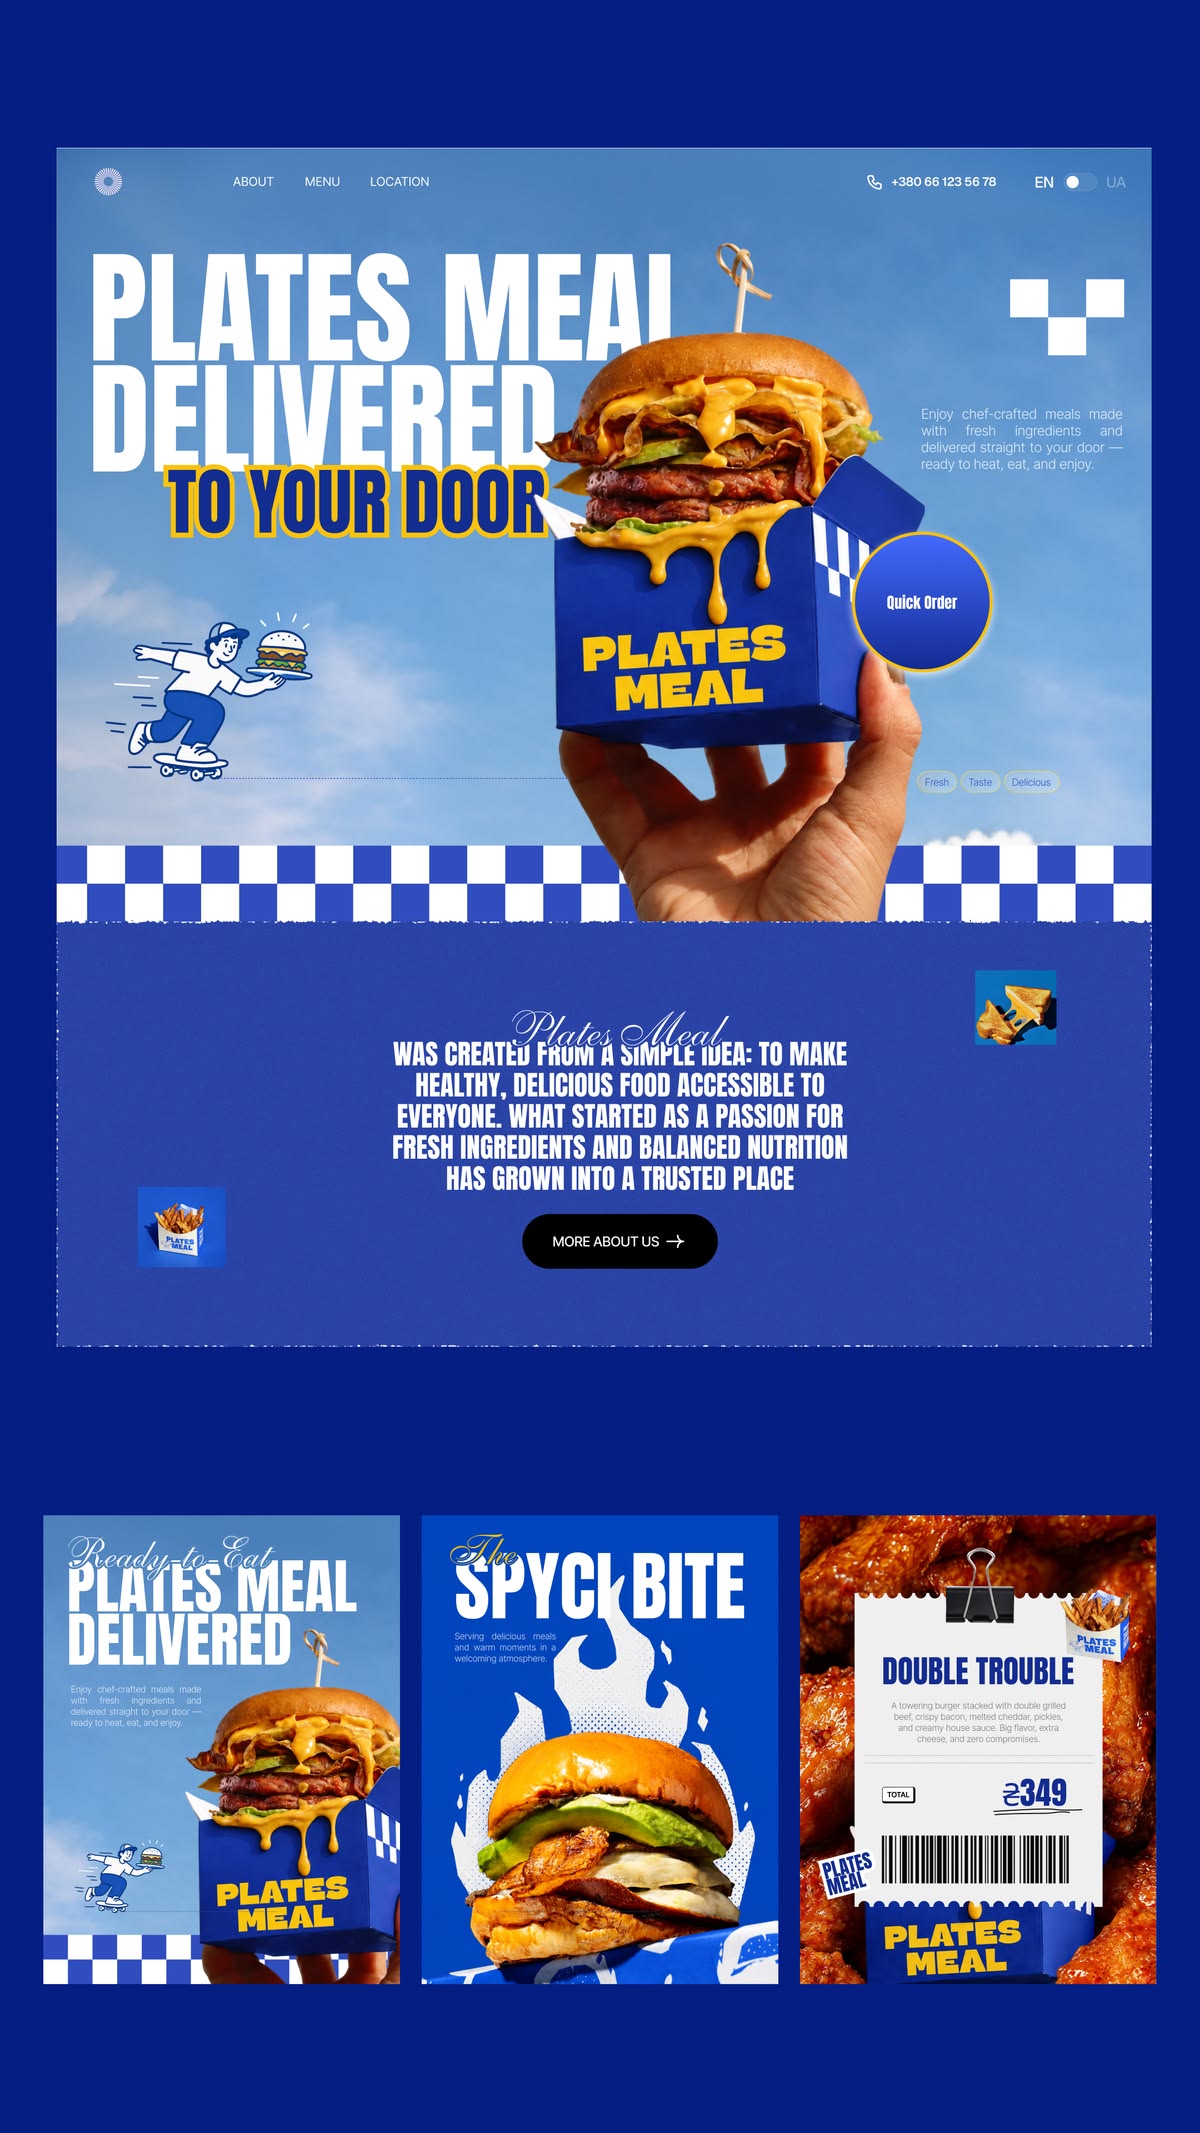 ABOUT MENU LOCATION
+380 66 123 56 78
EN UA
PLATES MEAL
DELIVERED
TO YOUR DOOR
Enjoy chef-crafted meals made
with fresh ingredients and
delivered straight to your door —
ready to heat, eat, and enjoy.
Quick Order
PLATES
MEAL
Fresh Taste Delicious
Plates Meal
WAS CREATED FROM A SIMPLE IDEA: TO MAKE
HEALTHY, DELICIOUS FOOD ACCESSIBLE TO
EVERYONE. WHAT STARTED AS A PASSION FOR
FRESH INGREDIENTS AND BALANCED NUTRITION
HAS GROWN INTO A TRUSTED PLACE
PLATES
MEAL
MORE ABOUT US
Ready-to-Eat
PLATES MEAL
DELIVERED
Enjoy chef-crafted meals made
with fresh ingredients and
delivered straight to your door —
ready to heat, eat, and enjoy.
PLATES
MEAL
The
SPYCI BITE
Serving delicious meals
and warm moments in a
welcoming atmosphere.
PLATES
MEAL
DOUBLE TROUBLE
A towering burger stacked with double grilled
beef, crispy bacon, melted cheddar, pickles,
and creamy house sauce. Big flavor, extra
cheese, and zero compromises.
TOTAL
₴349
PLATES
MEAL
PLATES
MEAL